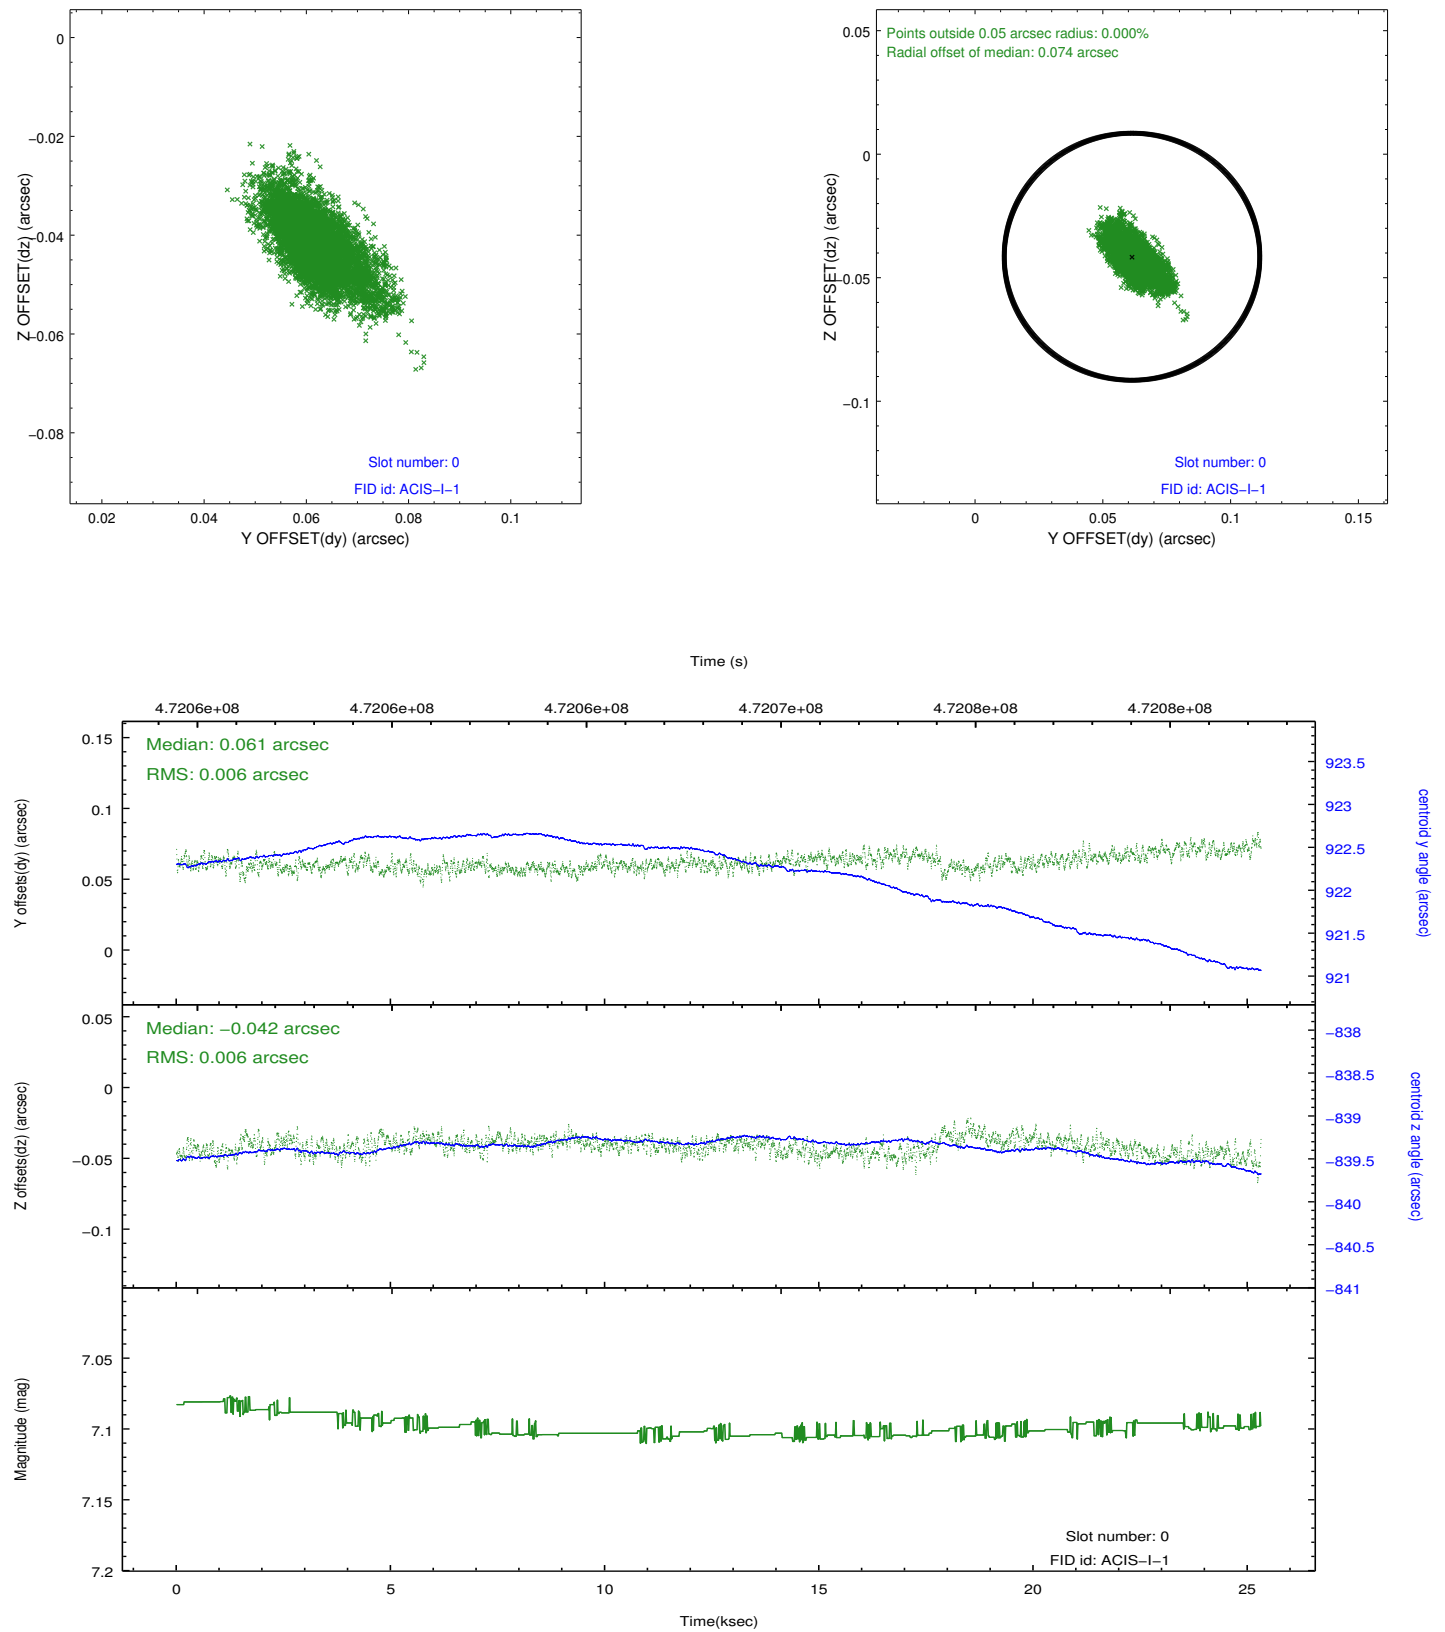 0
−0.02
−0.04
−0.06
−0.08
Z OFFSET(dz) (arcsec)
Slot number: 0
FID id: ACIS−I−1
0.02 0.04 0.06 0.08 0.1
Y OFFSET(dy) (arcsec)
0.05
0
−0.05
−0.1
Z OFFSET(dz) (arcsec)
Points outside 0.05 arcsec radius: 0.000%
Radial offset of median: 0.074 arcsec
Slot number: 0
FID id: ACIS−I−1
0 0.05 0.1 0.15
Y OFFSET(dy) (arcsec)
Time (s)
4.7206e+08 4.7206e+08 4.7206e+08 4.7207e+08 4.7208e+08 4.7208e+08
0.15
0.1
0.05
0
Y offsets(dy) (arcsec)
Median: 0.061 arcsec
RMS: 0.006 arcsec
923.5
923
922.5
922
921.5
921
centroid y angle (arcsec)
0.05
0
−0.05
−0.1
Z offsets(dz) (arcsec)
Median: −0.042 arcsec
RMS: 0.006 arcsec
−838
−838.5
−839
−839.5
−840
−840.5
−841
centroid z angle (arcsec)
7.05
7.1
7.15
7.2
Magnitude (mag)
Slot number: 0
FID id: ACIS−I−1
0 5 10 15 20 25
Time(ksec)